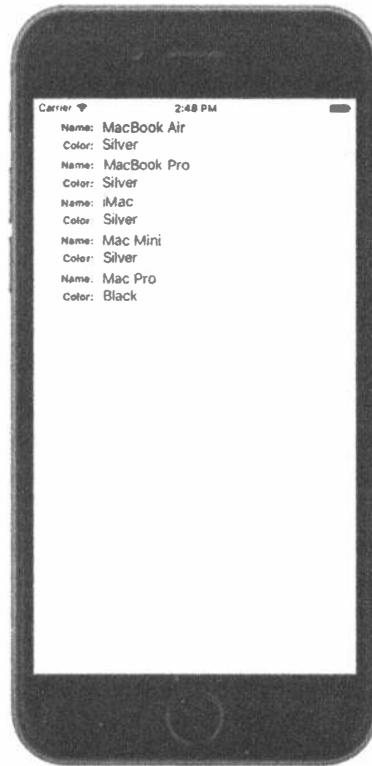 Carrier 2:48 PM
Name: MacBook Air
Color: Silver
Name: MacBook Pro
Color: Silver
Name: iMac
Color: Silver
Name: Mac Mini
Color: Silver
Name: Mac Pro
Color: Black